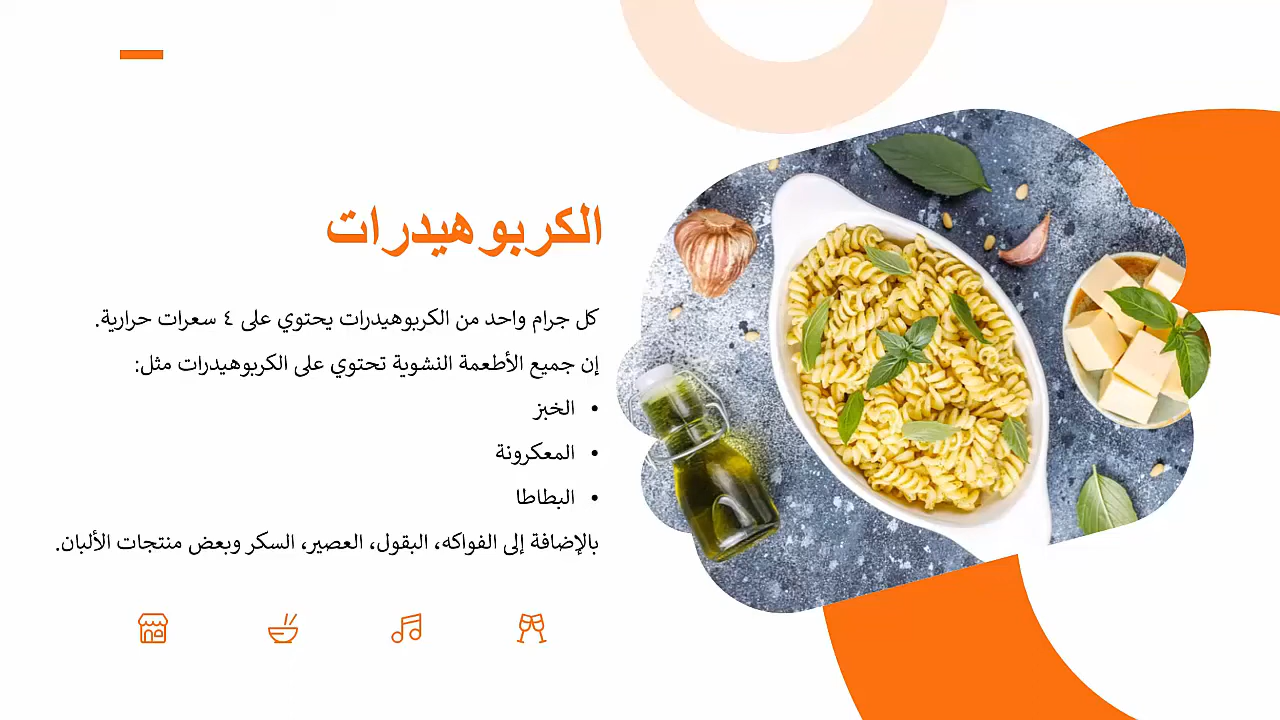 الكربوهيدرات
كل جرام واحد من الكربوهيدرات يحتوي على ٤ سعرات حرارية.
إن جميع الأطعمة النشوية تحتوي على الكربوهيدرات مثل:
• الخبز
• المعكرونة
• البطاطا
بالإضافة إلى الفواكه، البقول، العصير، السكر وبعض منتجات الألبان.